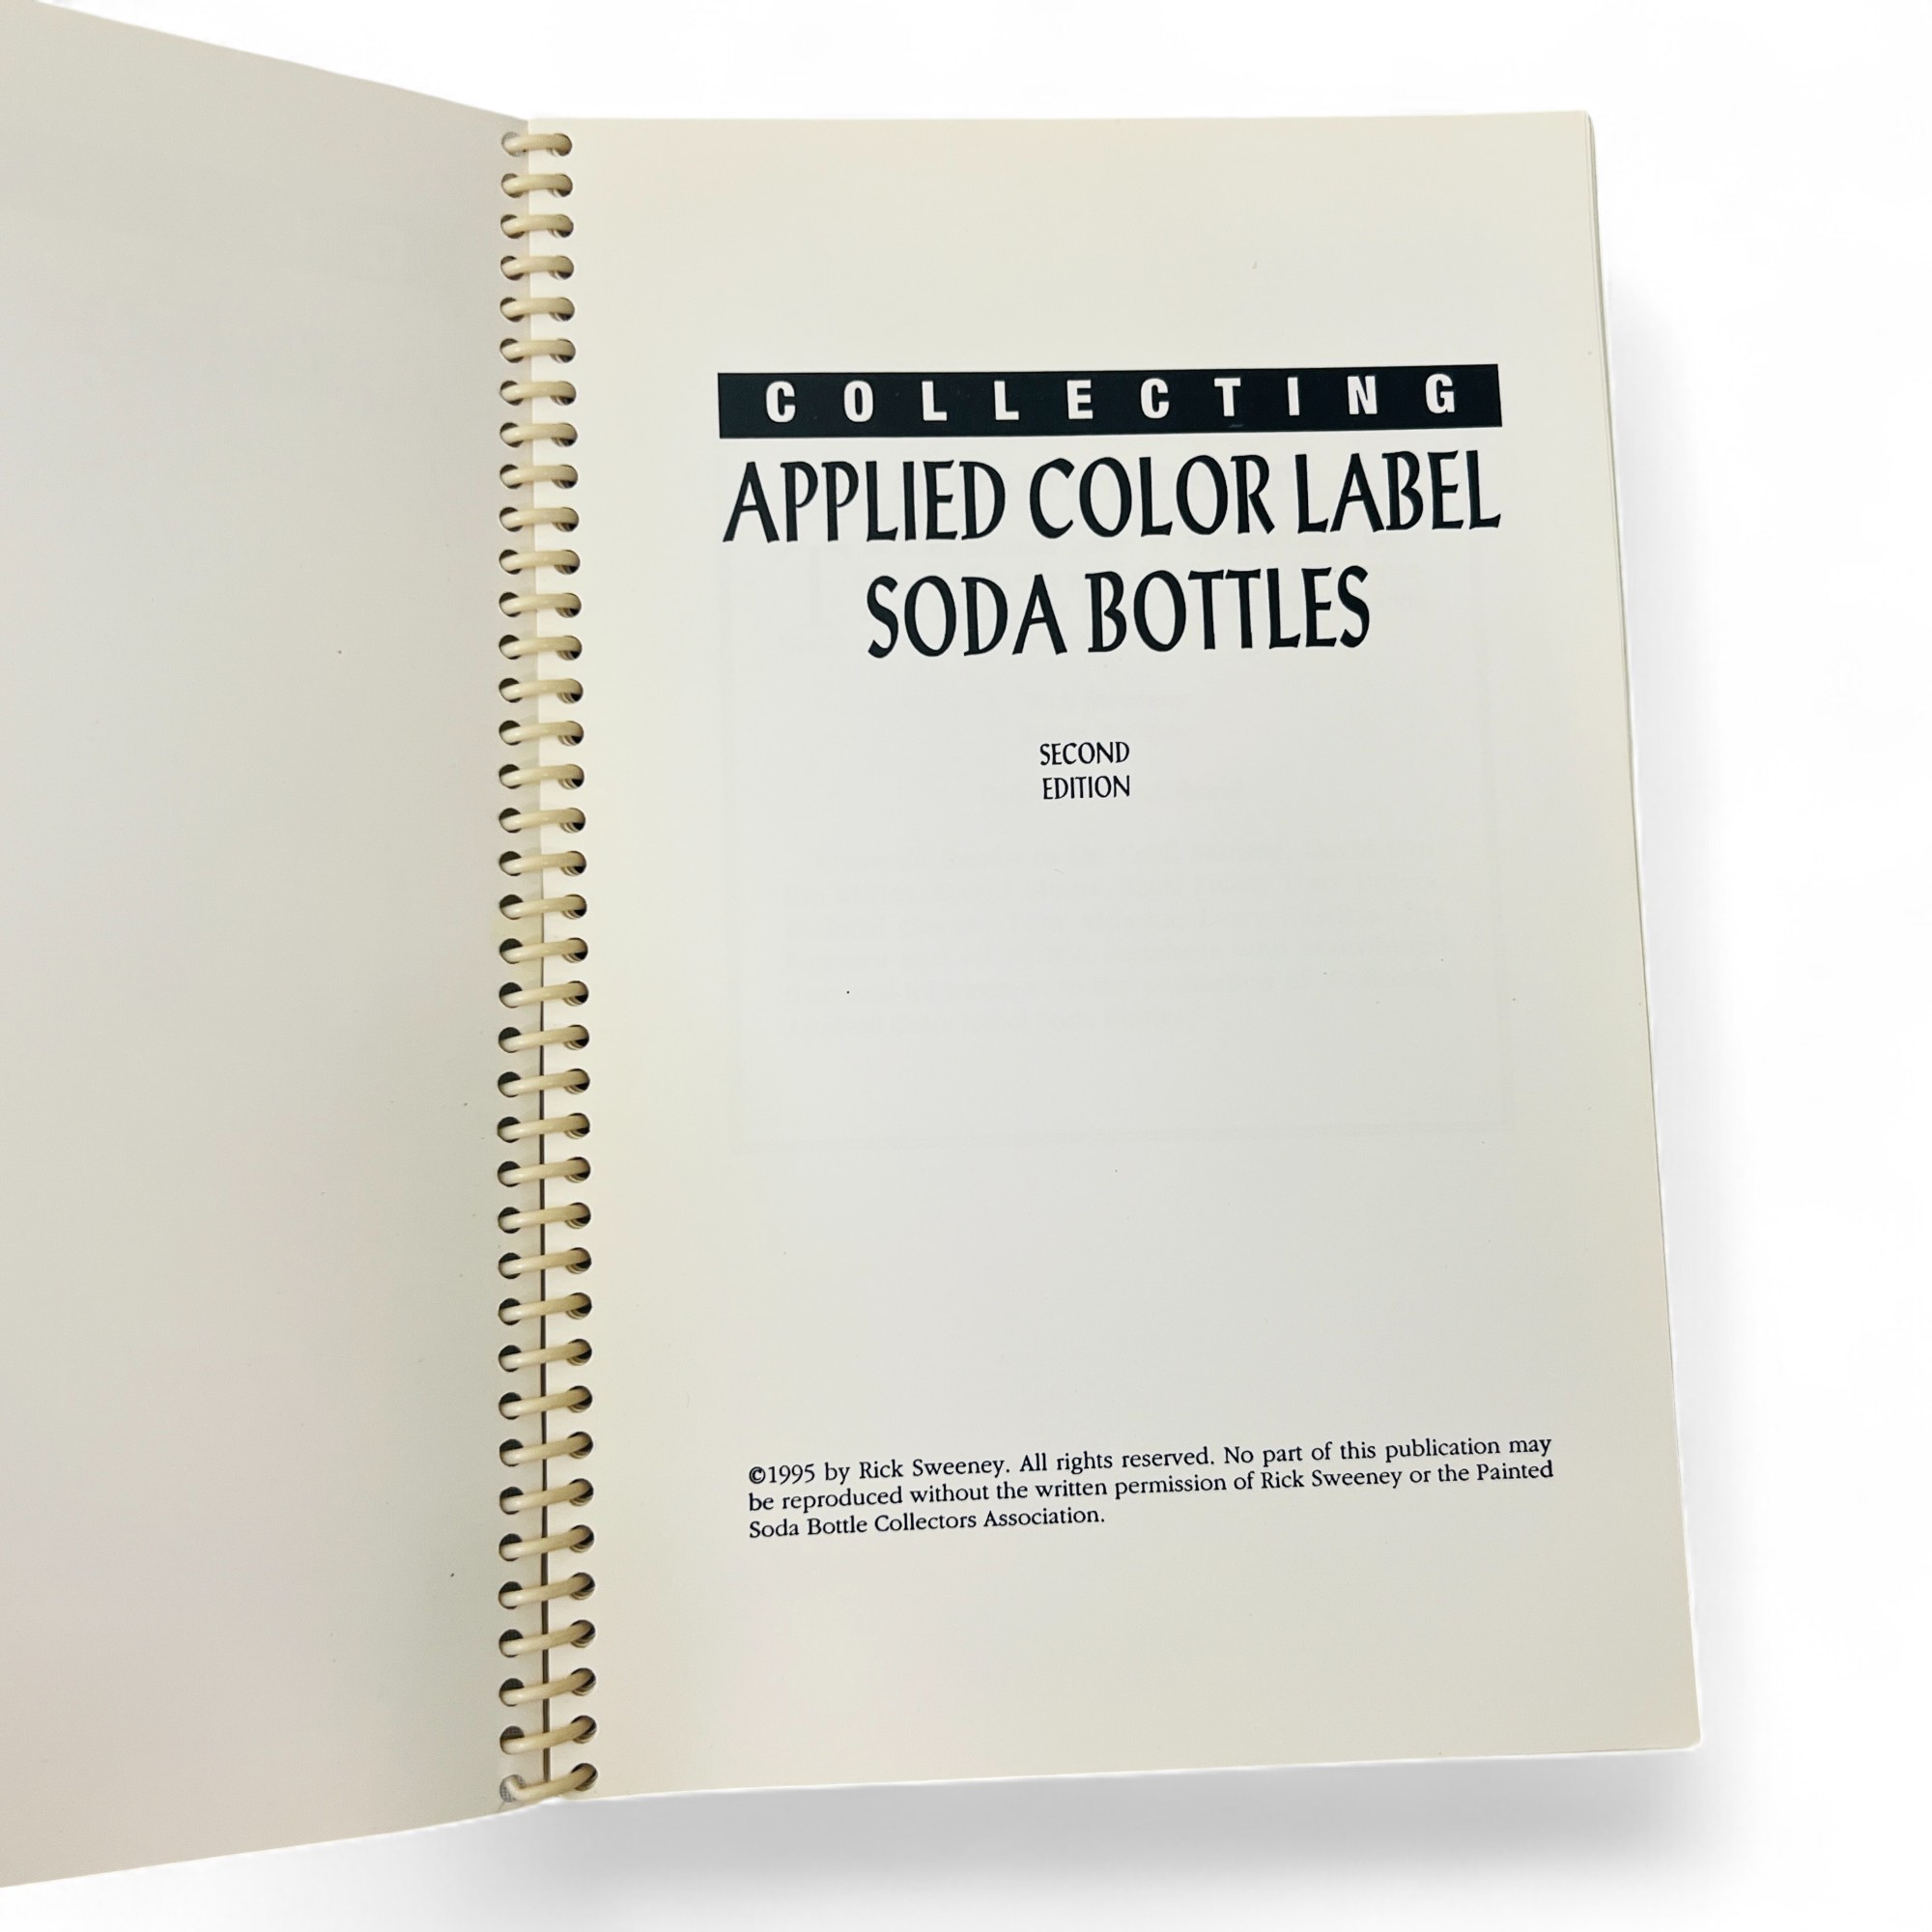 COLLECTING
APPLIED COLOR LABEL
SODA BOTTLES
SECOND
EDITION
©1995 by Rick Sweeney. All rights reserved. No part of this publication may
be reproduced without the written permission of Rick Sweeney or the Painted
Soda Bottle Collectors Association.